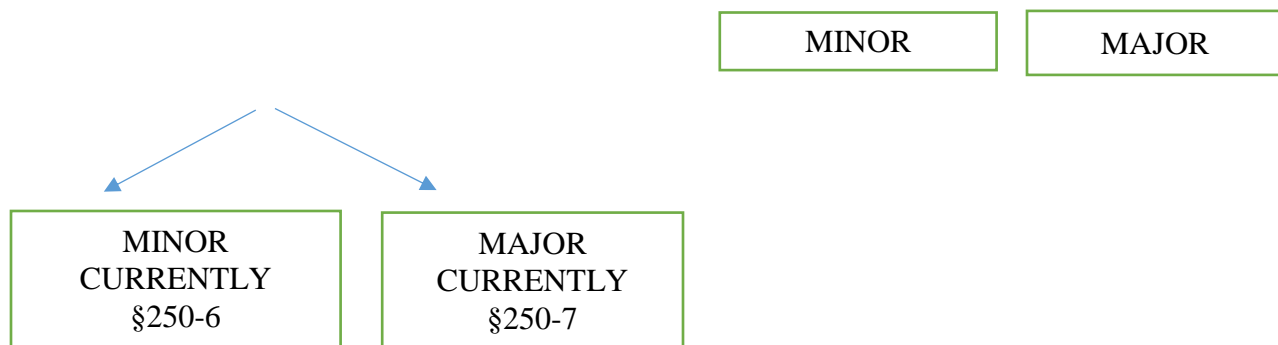 MINOR
MAJOR
MINOR
CURRENTLY
§250-6
MAJOR
CURRENTLY
§250-7